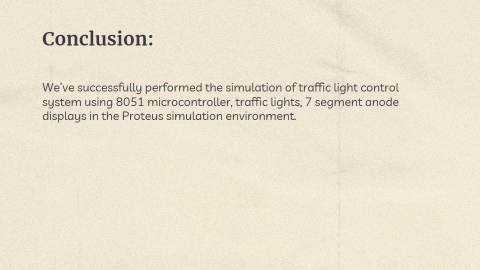 Conclusion:
We've successfully performed the simulation of traffic light control
system using 8051 microcontroller, traffic lights, 7 segment anode
displays in the Proteus simulation environment.